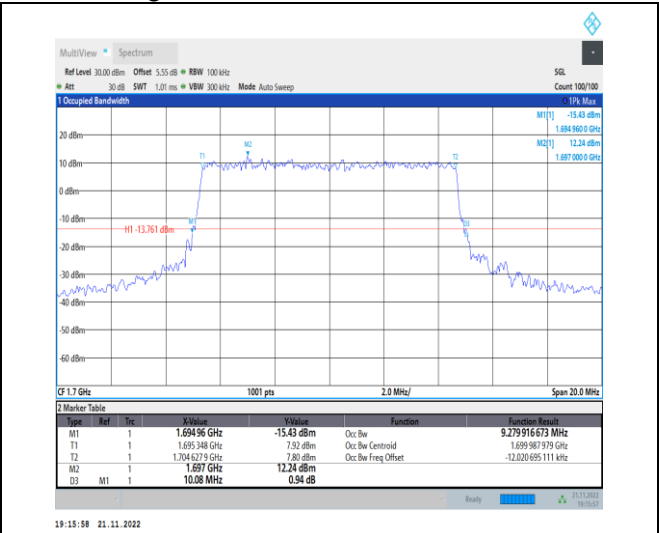 MultiView Spectrum
Ref Level 30.00 dBm Offset 5.55 dB RBW 100 kHz SGL
Att 30 dB SWT 1.01 ms VBW 300 kHz Mode Auto Sweep Count 100/100
1 Occupied Bandwidth 1Pk Max
M1[1] -15.43 dBm
1.694 960 0 GHz
M2[1] 12.24 dBm
1.697 000 0 GHz
20 dBm
M2
T1 T2
10 dBm
0 dBm
-10 dBm
M1 D3
H1 -13.761 dBm
-20 dBm
-30 dBm
-40 dBm
-50 dBm
-60 dBm
CF 1.7 GHz 1001 pts 2.0 MHz/ Span 20.0 MHz
2 Marker Table
Type Ref Trc X-Value Y-Value Function Function Result
M1 1 1.694 96 GHz -15.43 dBm Occ Bw 9.279 916 673 MHz
T1 1 1.695 348 GHz 7.92 dBm Occ Bw Centroid 1.699 987 979 GHz
T2 1 1.704 627 9 GHz 7.80 dBm Occ Bw Freq Offset -12.020 695 111 kHz
M2 1 1.697 GHz 12.24 dBm
D3 M1 1 10.08 MHz 0.94 dB
Ready 21.11.2022
19:15:57
19:15:58 21.11.2022